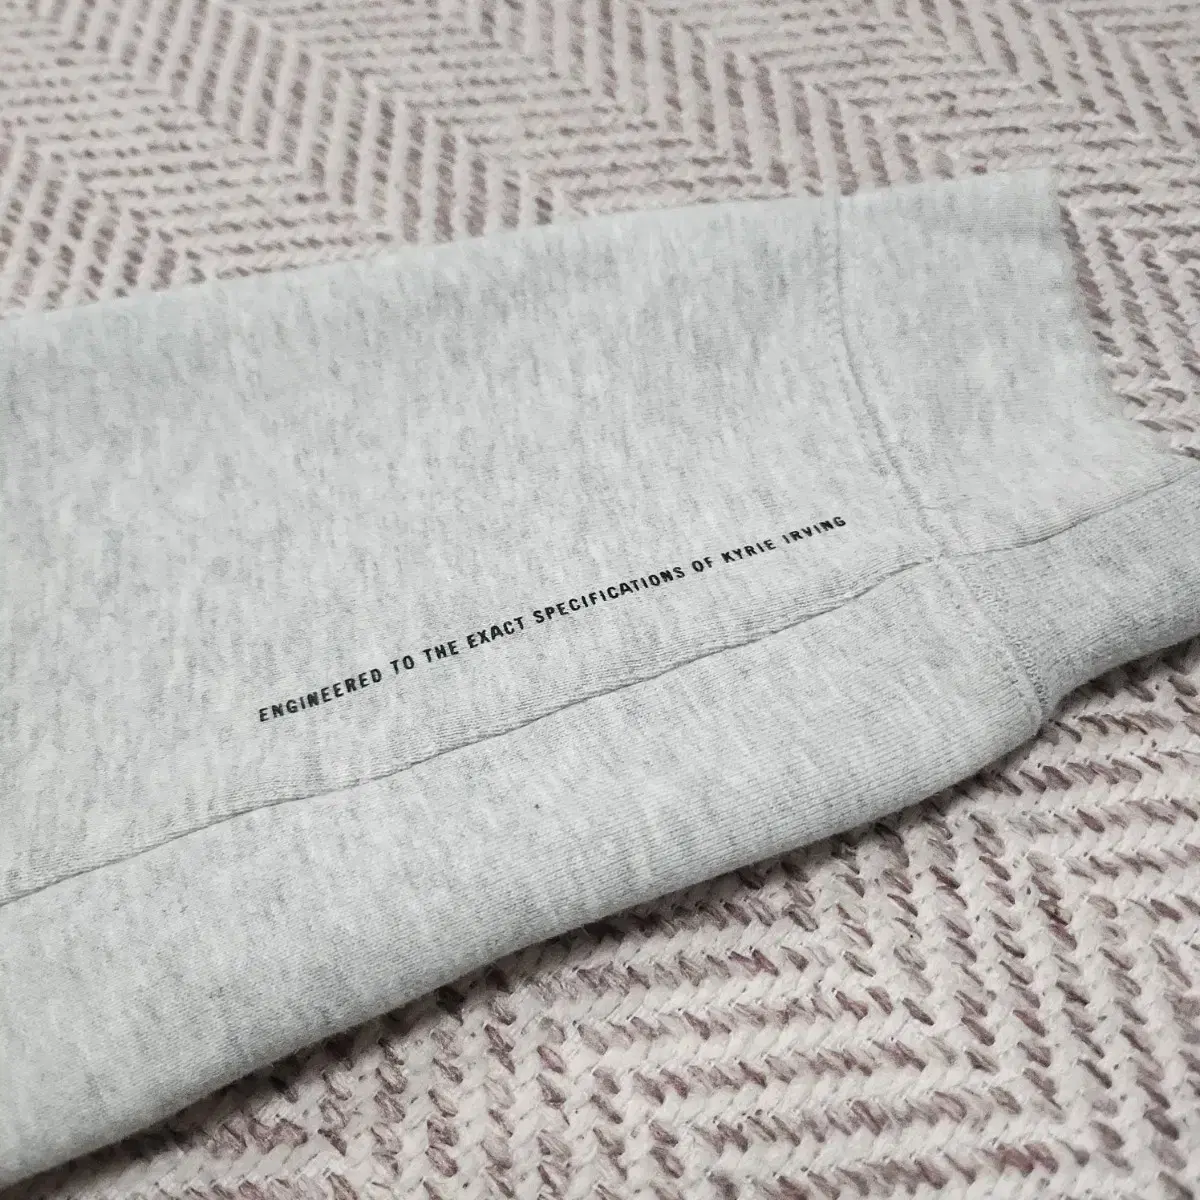 ENGINEERED TO THE EXACT SPECIFICATIONS OF KYRIE IRVING